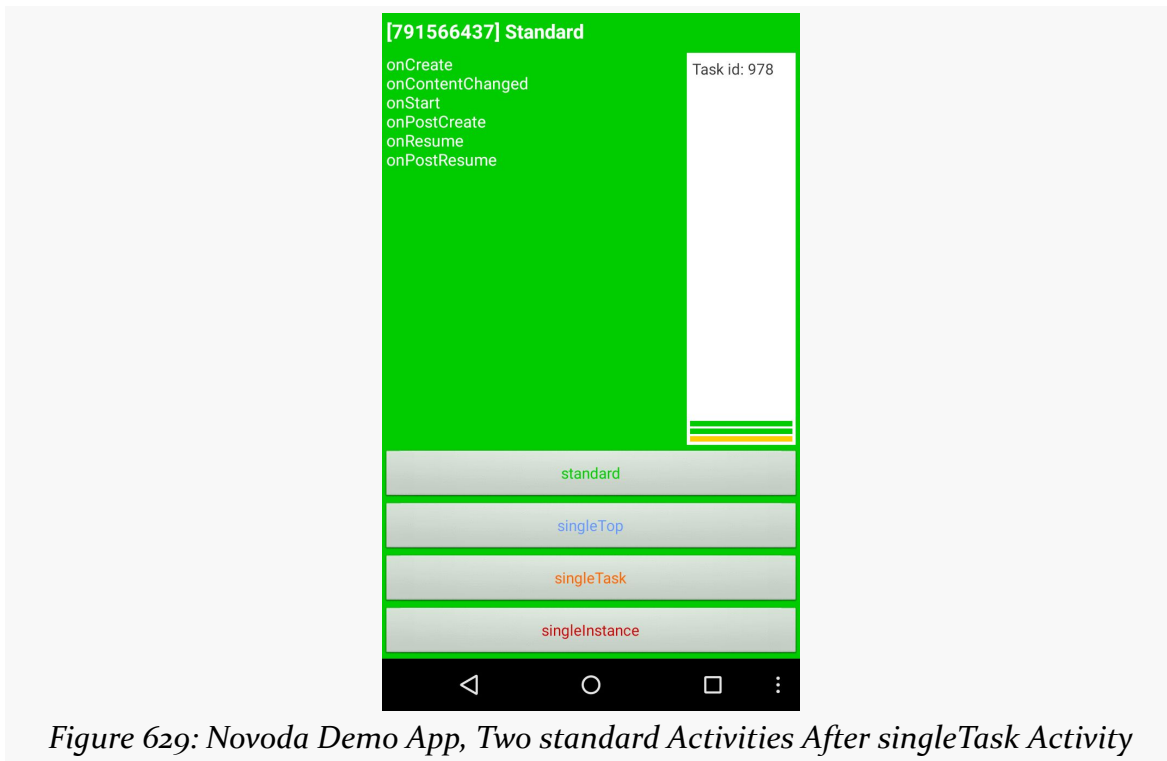 [791566437] Standard
onCreate
onContentChanged
onStart
onPostCreate
onResume
onPostResume
Task id: 978
standard
singleTop
singleTask
singleInstance
Figure 629: Novoda Demo App, Two standard Activities After singleTask Activity